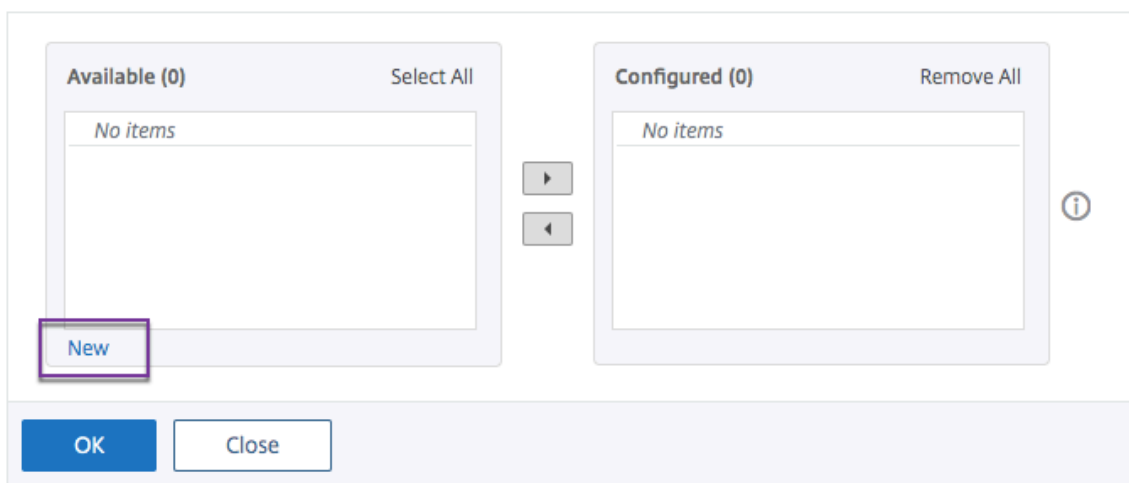 Available (0) Select All
No items
New
Configured (0) Remove All
No items
OK Close